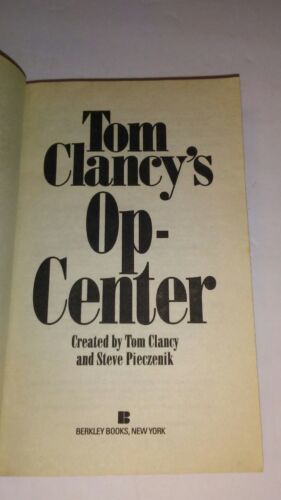 Tom
Clancy's
Op-
Center
Created by Tom Clancy
and Steve Pieczenik
B
BERKLEY BOOKS, NEW YORK